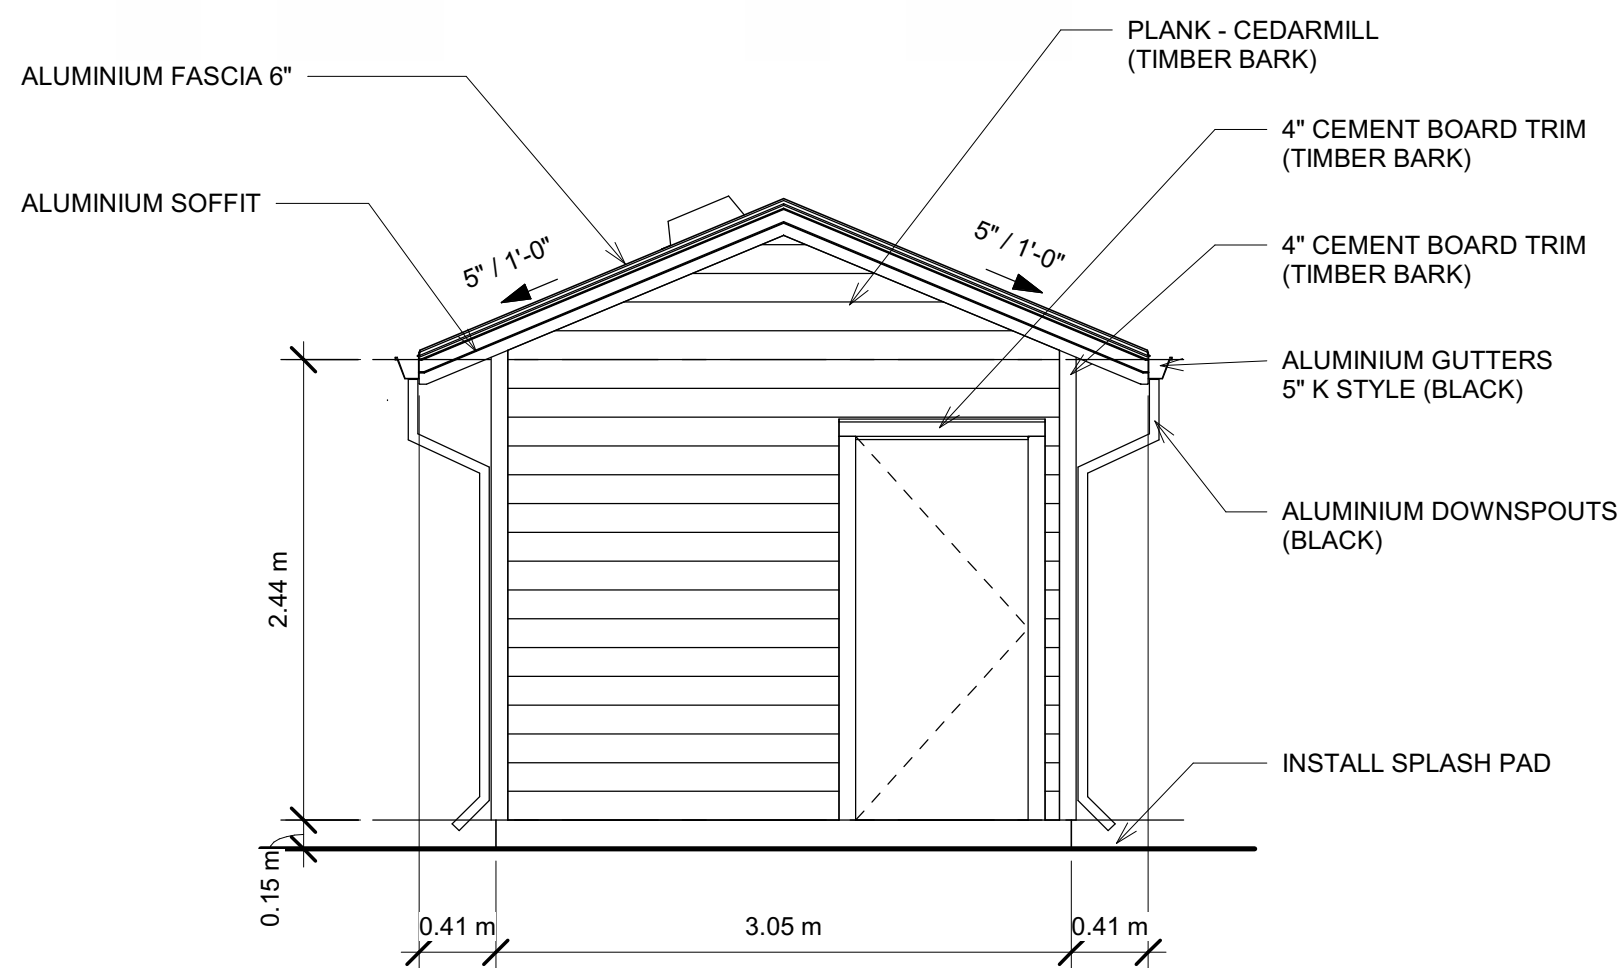 PLANK - CEDARMILL
(TIMBER BARK)
ALUMINIUM FASCIA 6"
4" CEMENT BOARD TRIM
(TIMBER BARK)
ALUMINIUM SOFFIT
5" / 1'-0"
5" / 1'-0"
4" CEMENT BOARD TRIM
(TIMBER BARK)
ALUMINIUM GUTTERS
5" K STYLE (BLACK)
ALUMINIUM DOWNSPOUTS
(BLACK)
2.44 m
INSTALL SPLASH PAD
0.15 m
0.41 m
3.05 m
0.41 m